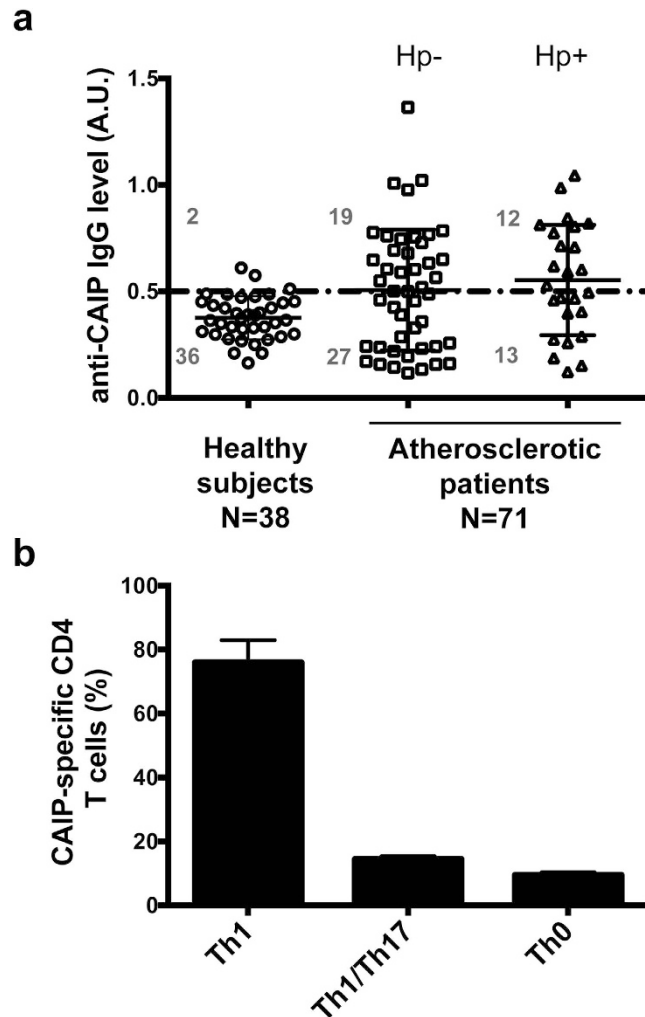 a
Hp-
Hp+
anti-CAIP IgG level (A.U.)
1.5
1.0
0.5
0.0
2
19
12
36
27
13
Healthy
subjects
N=38
Atherosclerotic
patients
N=71
b
CAIP-specific CD4
T cells (%)
100
80
60
40
20
0
Th1
Th1/Th17
Th0